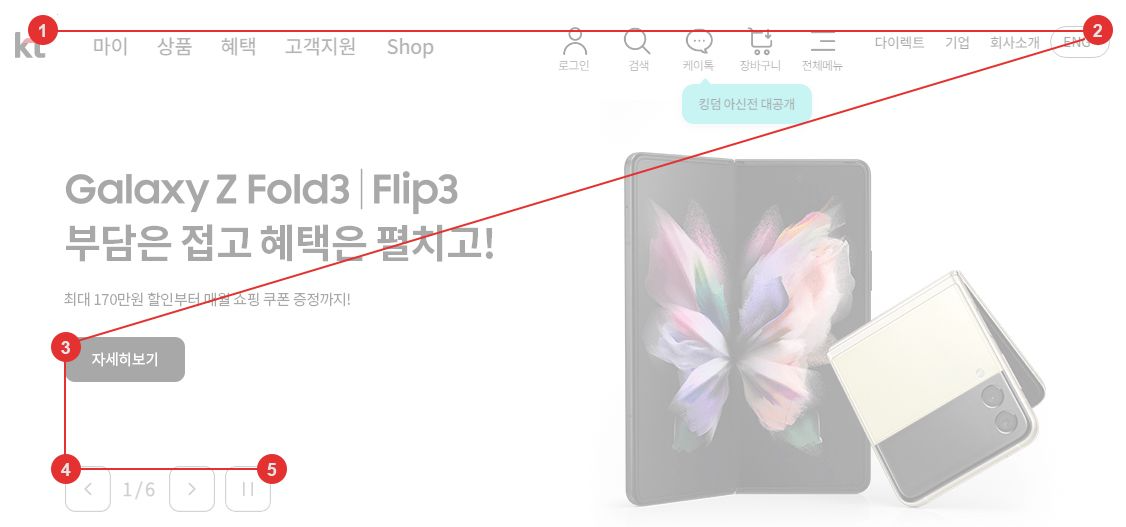 1
2
kt
마이 상품 혜택 고객지원 Shop
로그인 검색 케이톡 장바구니 전체메뉴
다이렉트 기업 회사소개 ENG
킹덤 아신전 대공개
Galaxy Z Fold3 | Flip3
부담은 접고 혜택은 펼치고!
최대 170만원 할인부터 매월 쇼핑 쿠폰 증정까지!
3
자세히보기
4
5
1/6